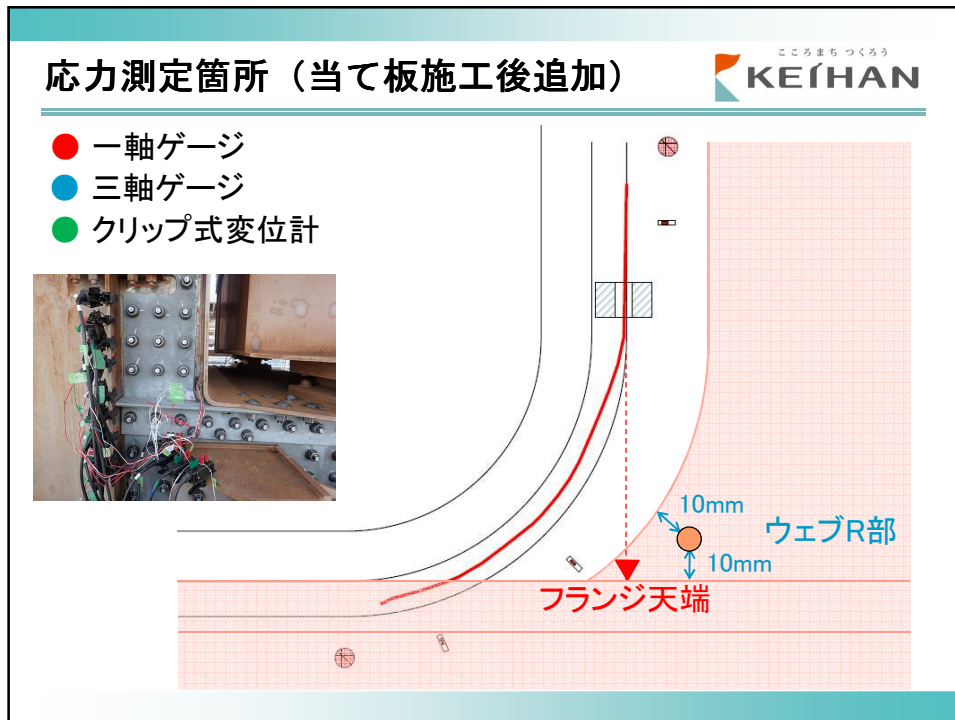 応力測定箇所（当て板施工後追加）
こころまち つくろう
KEIHAN
一軸ゲージ
三軸ゲージ
クリップ式変位計
10mm
ウェブR部
10mm
フランジ天端